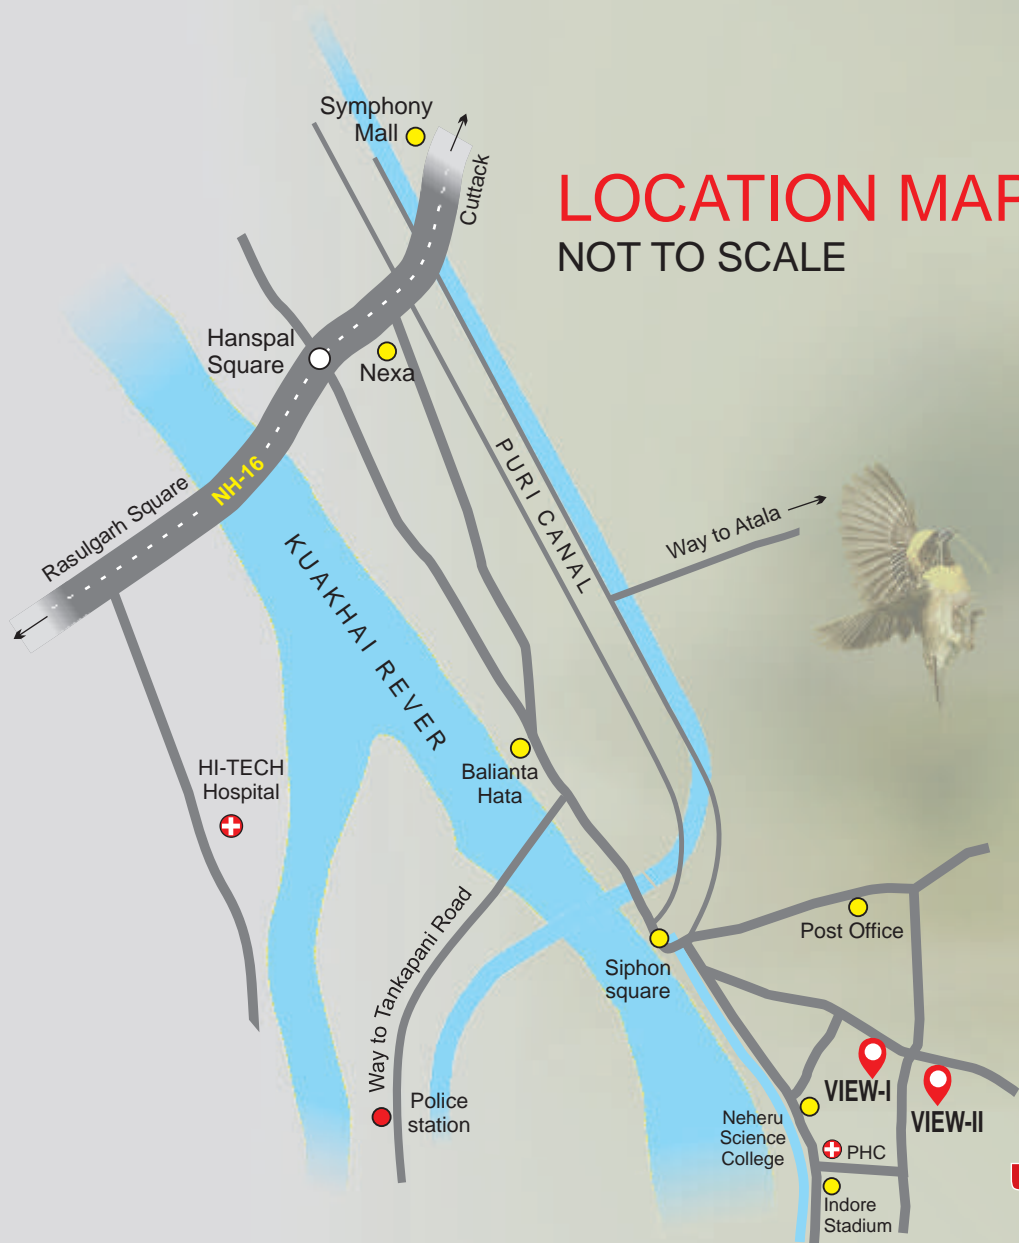 Symphony
Mall
Cuttack
LOCATION MAP
NOT TO SCALE
Hanspal
Square
Nexa
NH-16
Rasulgarh Square
PURI CANAL
Way to Atala
KUAKHAI REVER
HI-TECH
Hospital
Balianta
Hata
Way to Tankapani Road
Siphon
square
Post Office
Police
station
VIEW-I
VIEW-II
Neheru
Science
College
PHC
Indore
Stadium